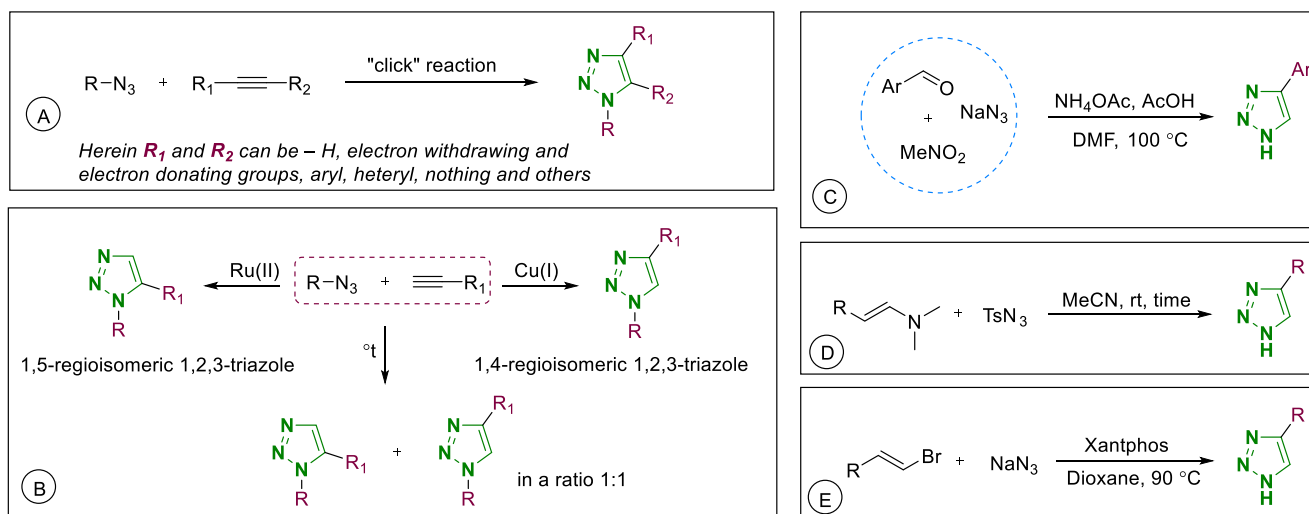 R–N3 + R1 R2 "click" reaction N N N R R1 R2
A
Herein R1 and R2 can be – H, electron withdrawing and
electron donating groups, aryl, heteryl, nothing and others
N N N R R1 Ru(II) R–N3 + R1 Cu(I) N N N R R1
1,5-regioisomeric 1,2,3-triazole
°t
1,4-regioisomeric 1,2,3-triazole
N N N R R1 + N N N R R1
in a ratio 1:1
B
Ar O + NaN3
MeNO2
NH4OAc, AcOH
DMF, 100 °C
N N N H Ar
C
R N + TsN3 MeCN, rt, time N N N H R
D
R Br + NaN3 Xantphos
Dioxane, 90 °C
N N N H R
E